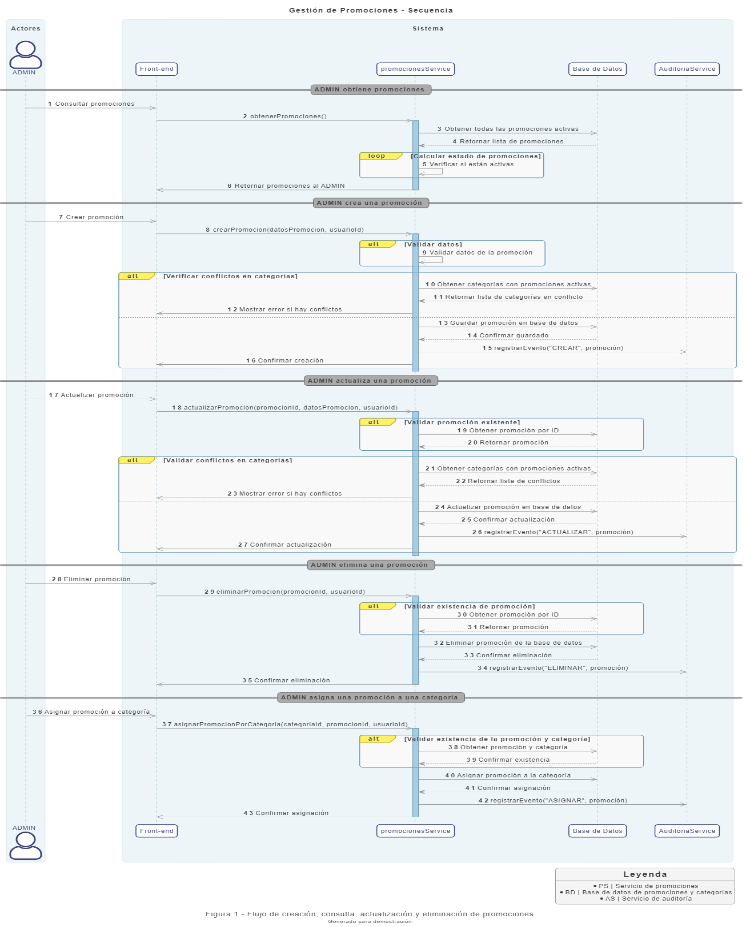 Gestión de Promociones - Secuencia
Actores
Sistema
ADMIN
Front-end
promocionesService
Base de Datos
AuditoriaService
ADMIN obtiene promociones
1 Consultar promociones
2 obtenerPromociones()
3 Obtener todas las promociones activas
4 Retornar lista de promociones
loop [Calcular estado de promociones]
5 Verificar si están activas
6 Retornar promociones al ADMIN
ADMIN crea una promoción
7 Crear promoción
8 crearPromocion(datosPromocion, usuarioId)
alt [Validar datos]
9 Validar datos de la promoción
alt [Verificar conflictos en categorías]
10 Obtener categorías con promociones activas
11 Retornar lista de categorías en conflicto
12 Mostrar error si hay conflictos
13 Guardar promoción en base de datos
14 Confirmar guardado
15 registrarEvento("CREAR", promoción)
16 Confirmar creación
ADMIN actualiza una promoción
17 Actualizar promoción
18 actualizarPromocion(promocionId, datosPromocion, usuarioId)
alt [Validar promoción existente]
19 Obtener promoción por ID
20 Retornar promoción
alt [Validar conflictos en categorías]
21 Obtener categorías con promociones activas
22 Retornar lista de conflictos
23 Mostrar error si hay conflictos
24 Actualizar promoción en base de datos
25 Confirmar actualización
26 registrarEvento("ACTUALIZAR", promoción)
27 Confirmar actualización
ADMIN elimina una promoción
28 Eliminar promoción
29 eliminarPromocion(promocionId, usuarioId)
alt [Validar existencia de promoción]
30 Obtener promoción por ID
31 Retornar promoción
32 Eliminar promoción de la base de datos
33 Confirmar eliminación
34 registrarEvento("ELIMINAR", promoción)
35 Confirmar eliminación
ADMIN asigna una promoción a una categoría
36 Asignar promoción a categoría
37 asignarPromocionPorCategoria(categoriaId, promocionId, usuarioId)
alt [Validar existencia de la promoción y categoría]
38 Obtener promoción y categoría
39 Confirmar existencia
40 Asignar promoción a la categoría
41 Confirmar asignación
42 registrarEvento("ASIGNAR", promoción)
43 Confirmar asignación
ADMIN
Front-end
promocionesService
Base de Datos
AuditoriaService
Leyenda
• PS | Servicio de promociones
• BD | Base de datos de promociones y categorías
• AS | Servicio de auditoría
Figura 1 - Flujo de creación, consulta, actualización y eliminación de promociones
Generado para demostración.